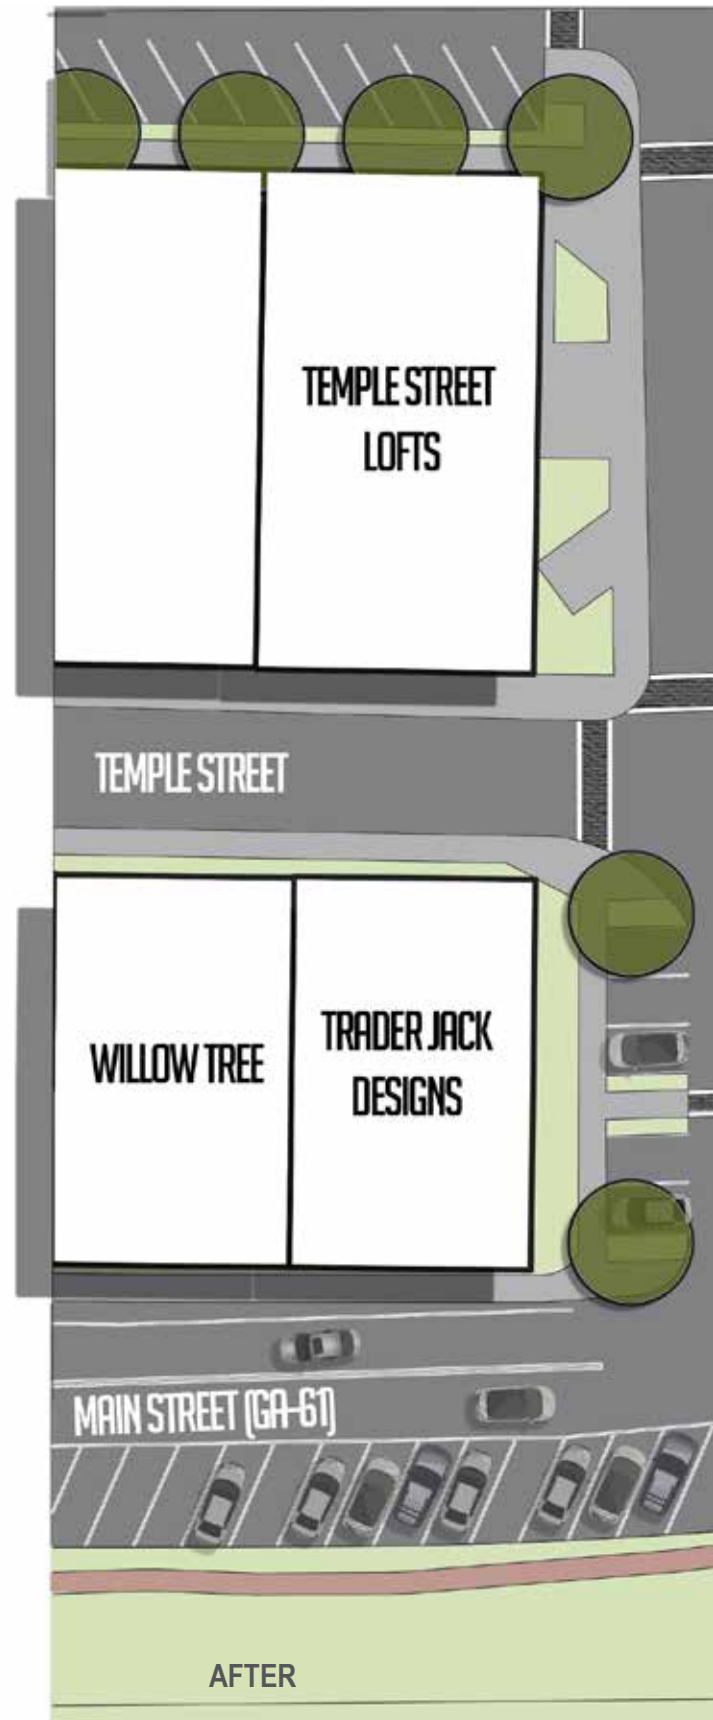 TEMPLE STREET
LOFTS
TEMPLE STREET
WILLOW TREE
TRADER JACK
DESIGNS
MAIN STREET (GA-61)
AFTER